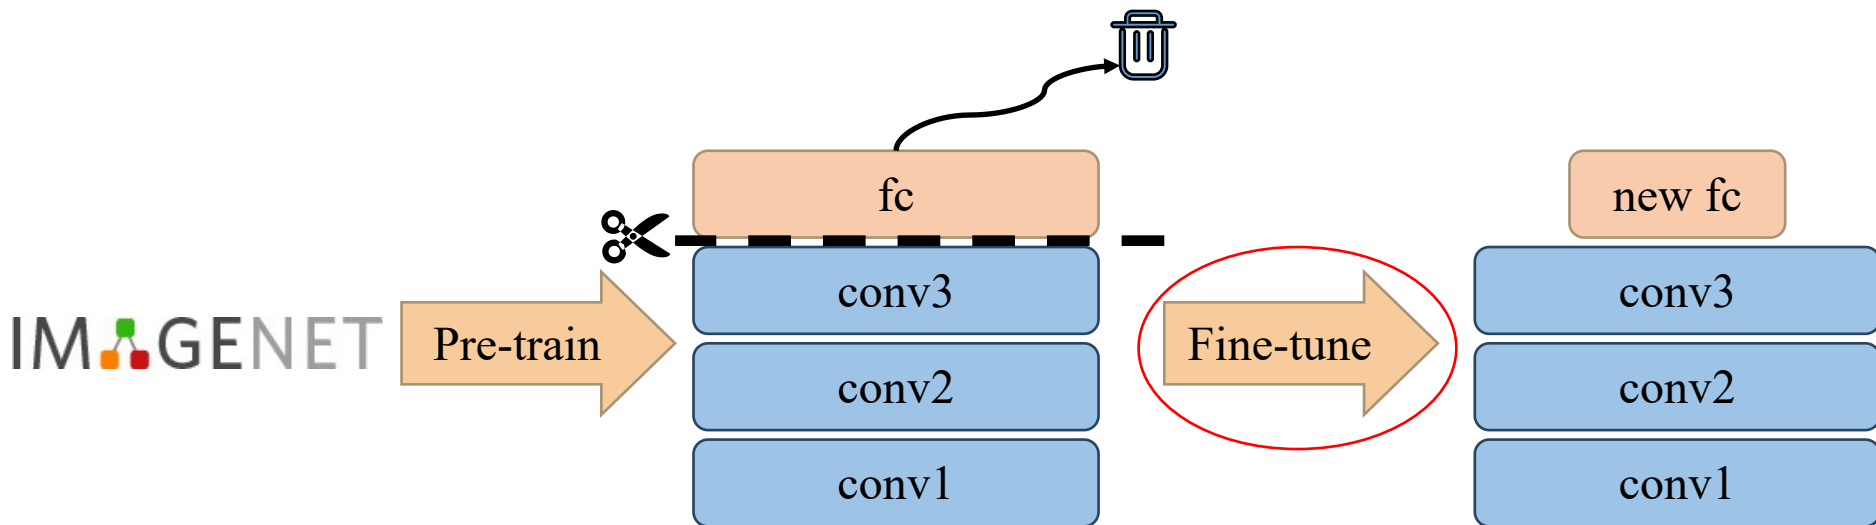 IMAGENET
Pre-train
fc
conv3
conv2
conv1
Fine-tune
new fc
conv3
conv2
conv1